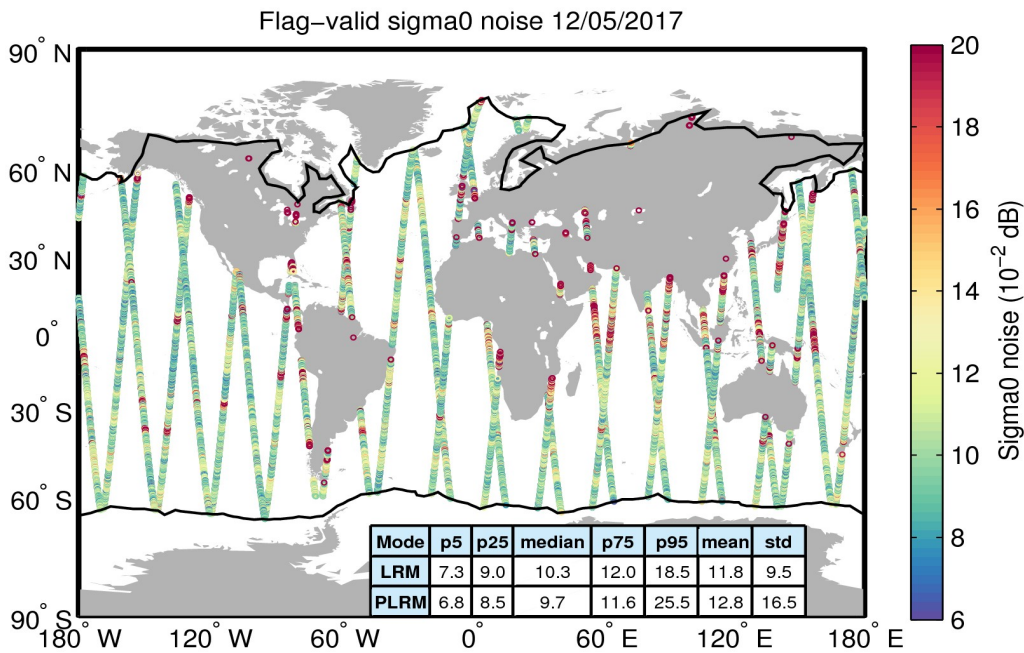 Flag−valid sigma0 noise 12/05/2017
90° N
60° N
30° N
0°
30° S
60° S
90° S
180° W 120° W 60° W 0° 60° E 120° E 180° E
Mode p5 p25 median p75 p95 mean std
LRM 7.3 9.0 10.3 12.0 18.5 11.8 9.5
PLRM 6.8 8.5 9.7 11.6 25.5 12.8 16.5
20
18
16
14
12
10
8
6
Sigma0 noise (10⁻² dB)